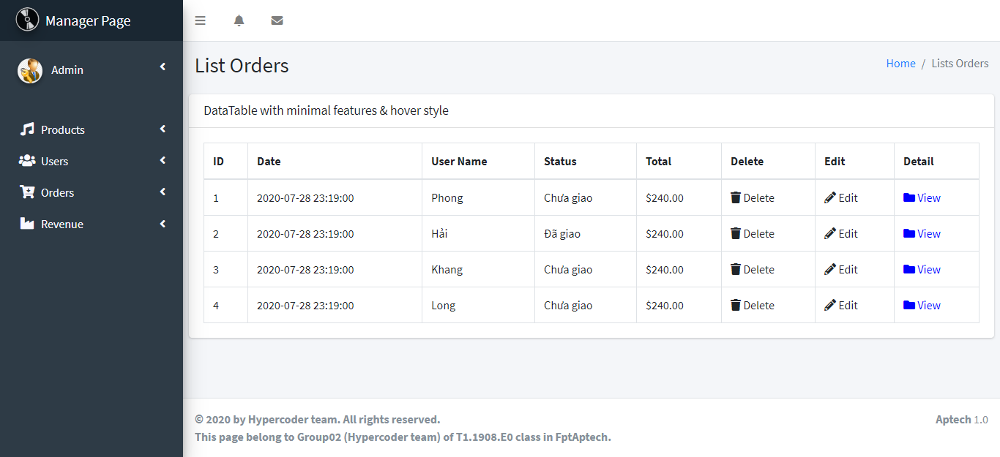 Manager Page
Admin
Products
Users
Orders
Revenue
List Orders
Home / Lists Orders
DataTable with minimal features & hover style
ID Date User Name Status Total Delete Edit Detail
1 2020-07-28 23:19:00 Phong Chưa giao $240.00 Delete Edit View
2 2020-07-28 23:19:00 Hải Đã giao $240.00 Delete Edit View
3 2020-07-28 23:19:00 Khang Chưa giao $240.00 Delete Edit View
4 2020-07-28 23:19:00 Long Chưa giao $240.00 Delete Edit View
© 2020 by Hypercoder team. All rights reserved.
Aptech 1.0
This page belong to Group02 (Hypercoder team) of T1.1908.E0 class in FptAptech.